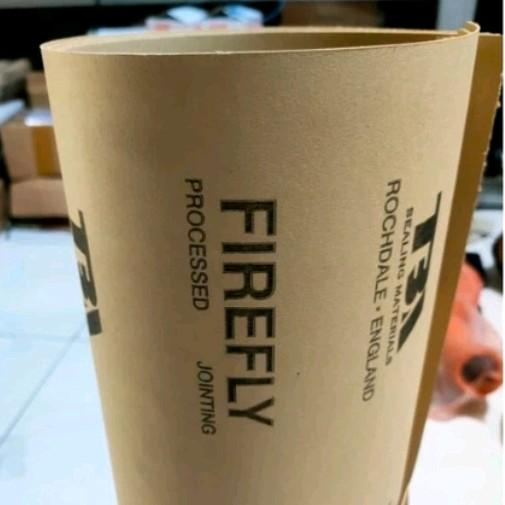 TBA
FIREFLY
PROCESSED JOINTING
TBA
SEALING MATERIALS
ROCHDALE • ENGLAND